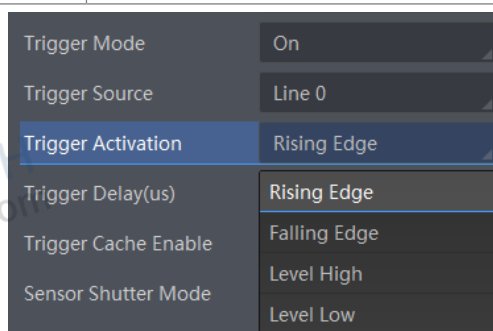 Trigger Mode On
Trigger Source Line 0
Trigger Activation Rising Edge
Trigger Delay(us) Rising Edge
Trigger Cache Enable Falling Edge
Level High
Sensor Shutter Mode
Level Low